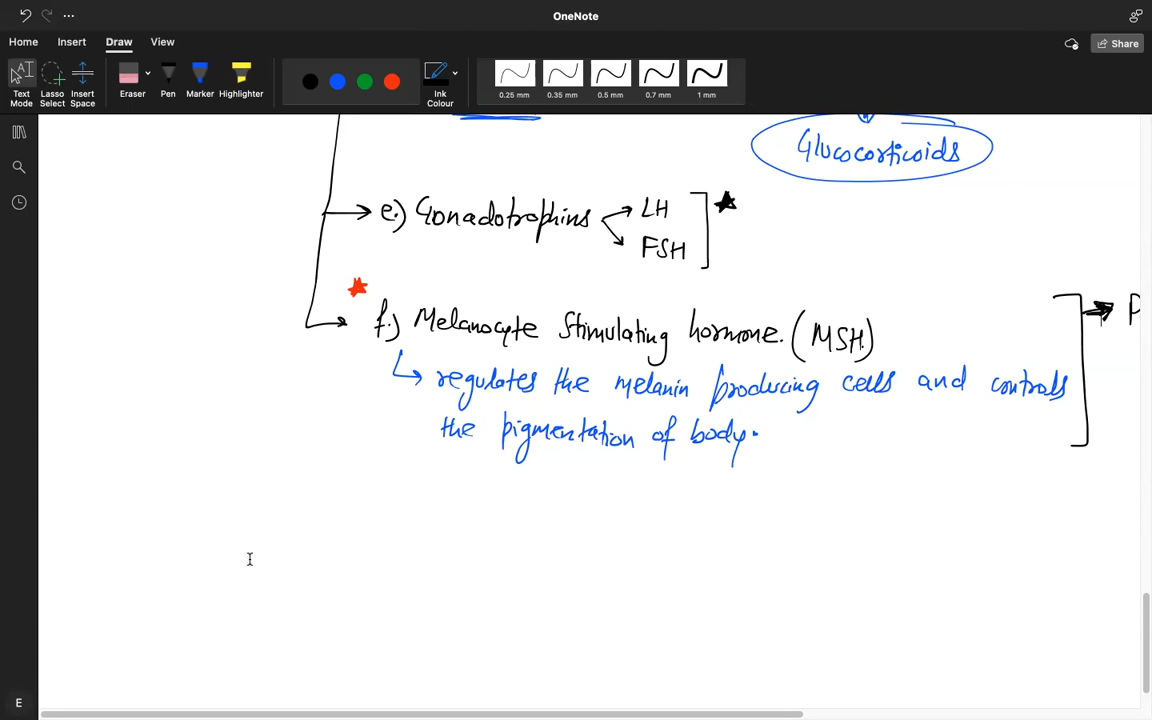 OneNote
Home Insert Draw View
Share
Text Mode
Lasso Select
Insert Space
Eraser
Pen
Marker
Highlighter
Ink Colour
0.25 mm
0.35 mm
0.5 mm
0.7 mm
1 mm
Glucocorticoids
e.) Gonadotrophins
LH
FSH
f.) Melanocyte Stimulating hormone. (MSH)
P
regulates the melanin producing cells and controls
the pigmentation of body.
E